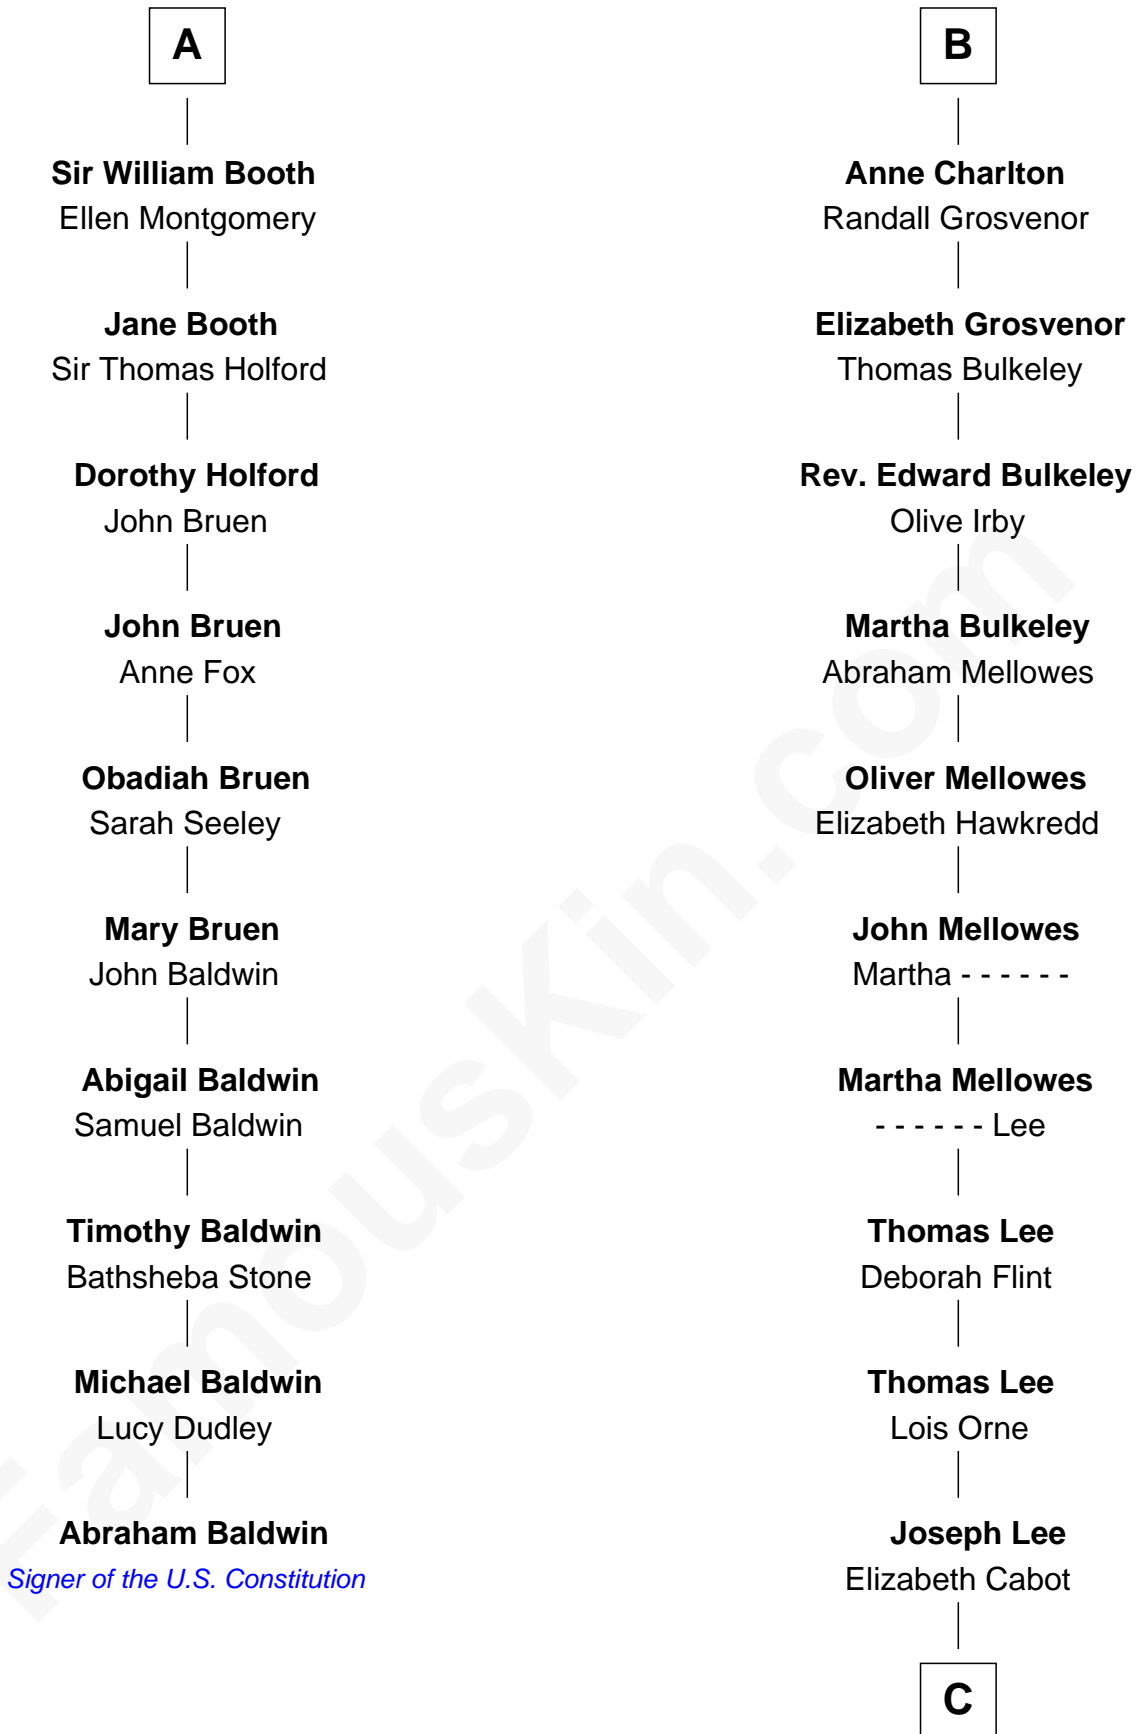 A
Sir William Booth
Ellen Montgomery
Jane Booth
Sir Thomas Holford
Dorothy Holford
John Bruen
John Bruen
Anne Fox
Obadiah Bruen
Sarah Seeley
Mary Bruen
John Baldwin
Abigail Baldwin
Samuel Baldwin
Timothy Baldwin
Bathsheba Stone
Michael Baldwin
Lucy Dudley
Abraham Baldwin
Signer of the U.S. Constitution
B
Anne Charlton
Randall Grosvenor
Elizabeth Grosvenor
Thomas Bulkeley
Rev. Edward Bulkeley
Olive Irby
Martha Bulkeley
Abraham Mellowes
Oliver Mellowes
Elizabeth Hawkredd
John Mellowes
Martha - - - - - -
Martha Mellowes
- - - - - - Lee
Thomas Lee
Deborah Flint
Thomas Lee
Lois Orne
Joseph Lee
Elizabeth Cabot
C
FamousKin.com